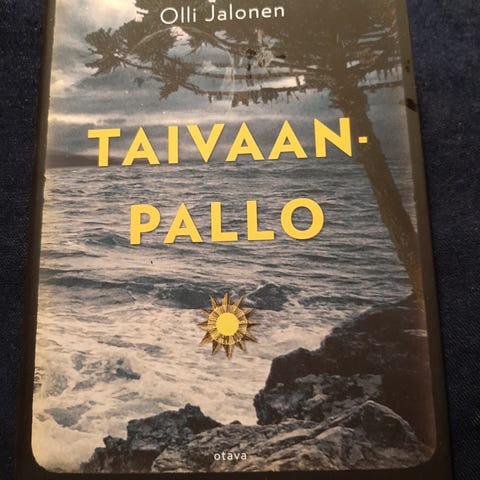 Olli Jalonen
TAIVAAN-
PALLO
otava